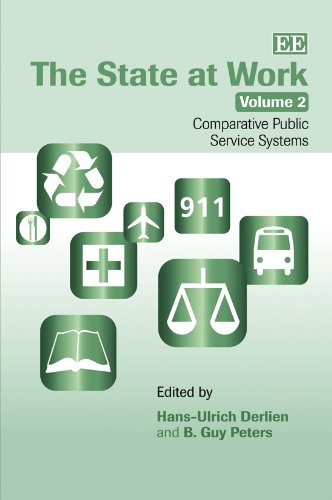 EE
The State at Work
Volume 2
Comparative Public
Service Systems
911
Edited by
Hans-Ulrich Derlien
and B. Guy Peters